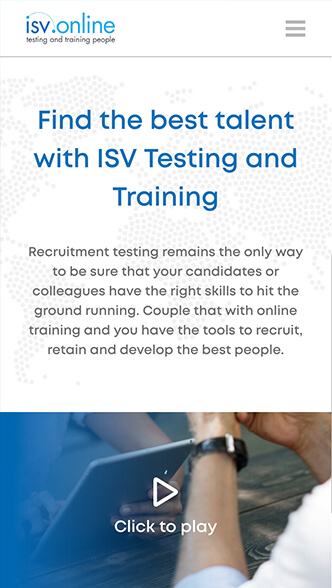 isv.online
testing and training people
Find the best talent
with ISV Testing and
Training
Recruitment testing remains the only way
to be sure that your candidates or
colleagues have the right skills to hit the
ground running. Couple that with online
training and you have the tools to recruit,
retain and develop the best people.
Click to play